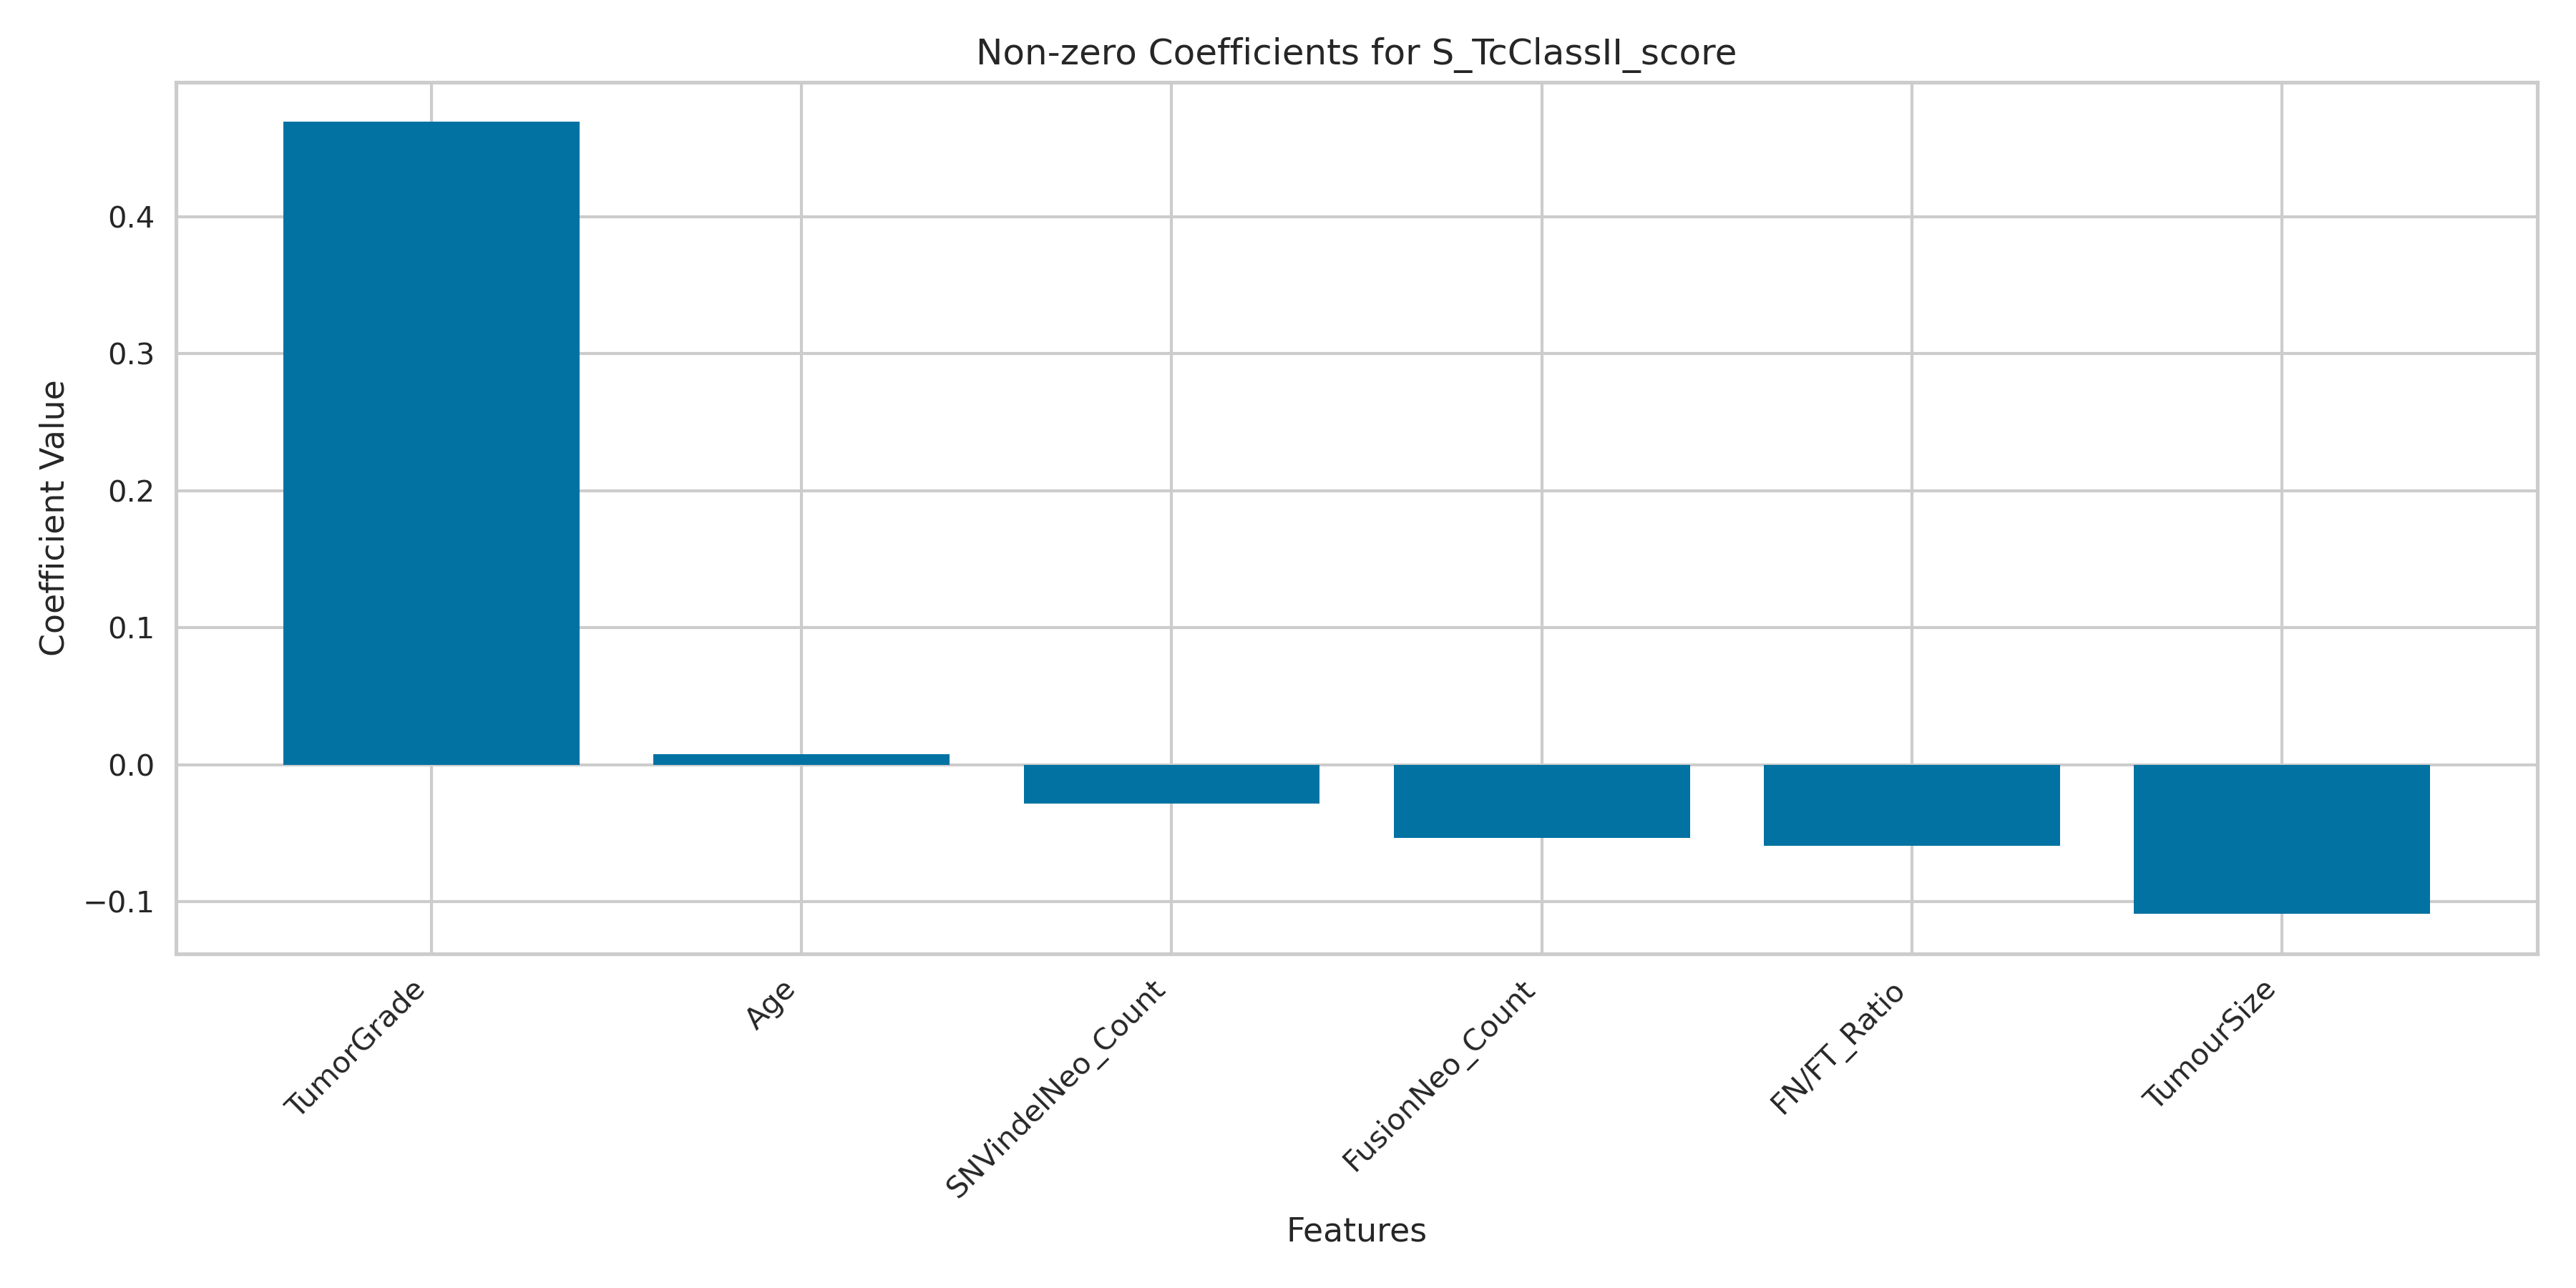 Non-zero Coefficients for S_TcClassII_score
Coefficient Value
0.4
0.3
0.2
0.1
0.0
−0.1
TumorGrade
Age
SNVindelNeo_Count
FusionNeo_Count
FN/FT_Ratio
TumourSize
Features